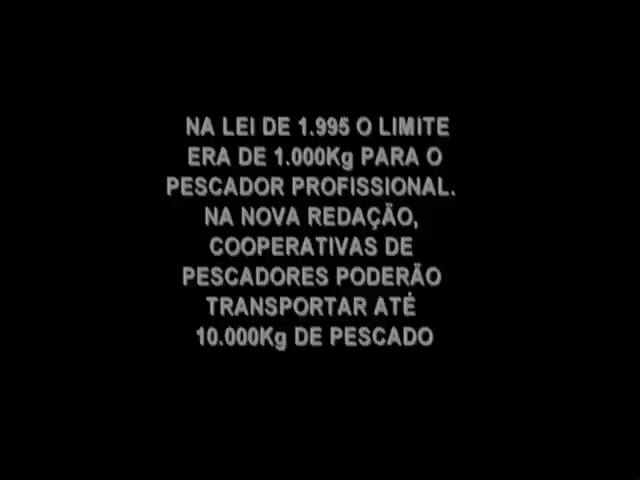 NA LEI DE 1.995 O LIMITE
ERA DE 1.000Kg PARA O
PESCADOR PROFISSIONAL.
NA NOVA REDAÇÃO,
COOPERATIVAS DE
PESCADORES PODERÃO
TRANSPORTAR ATÉ
10.000Kg DE PESCADO